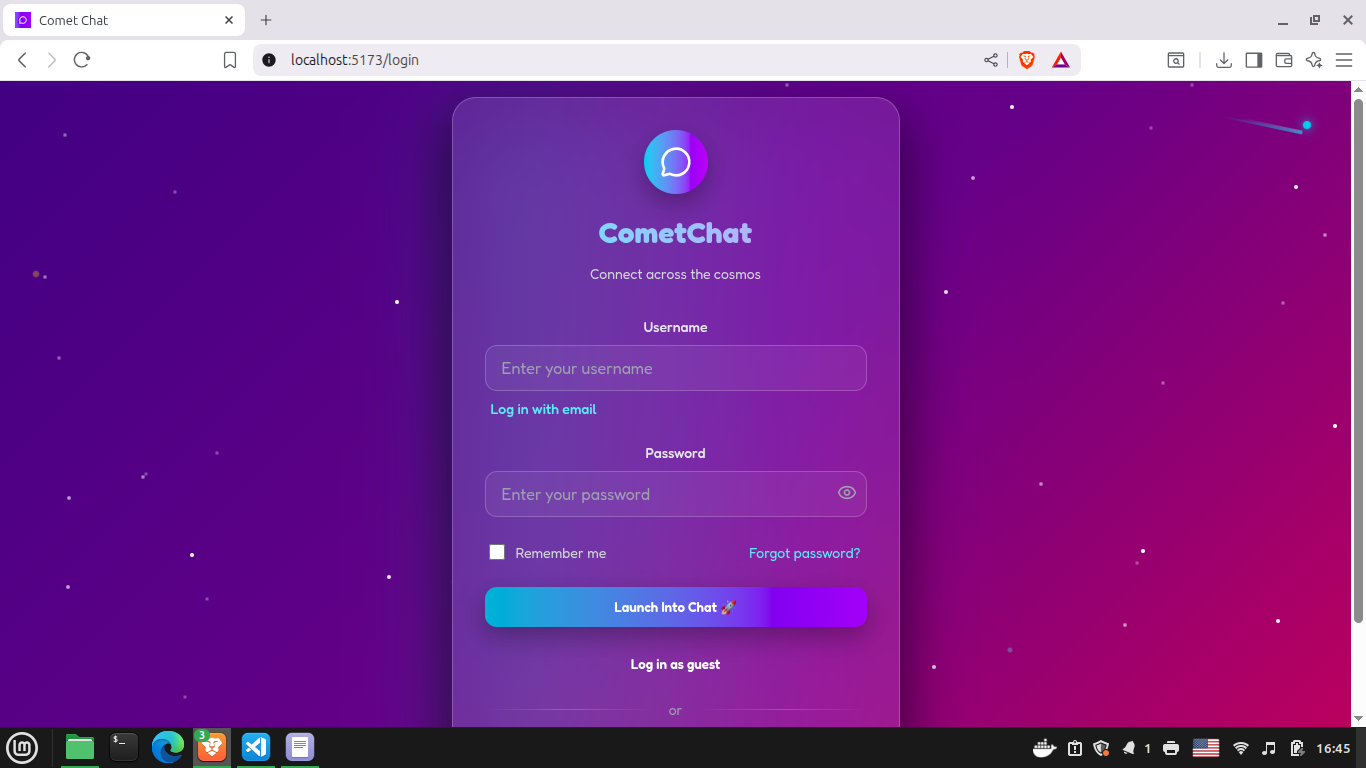 Comet Chat
localhost:5173/login
CometChat
Connect across the cosmos
Username
Enter your username
Log in with email
Password
Enter your password
Remember me
Forgot password?
Launch Into Chat 🚀
Log in as guest
or
$_
3
1
16:45